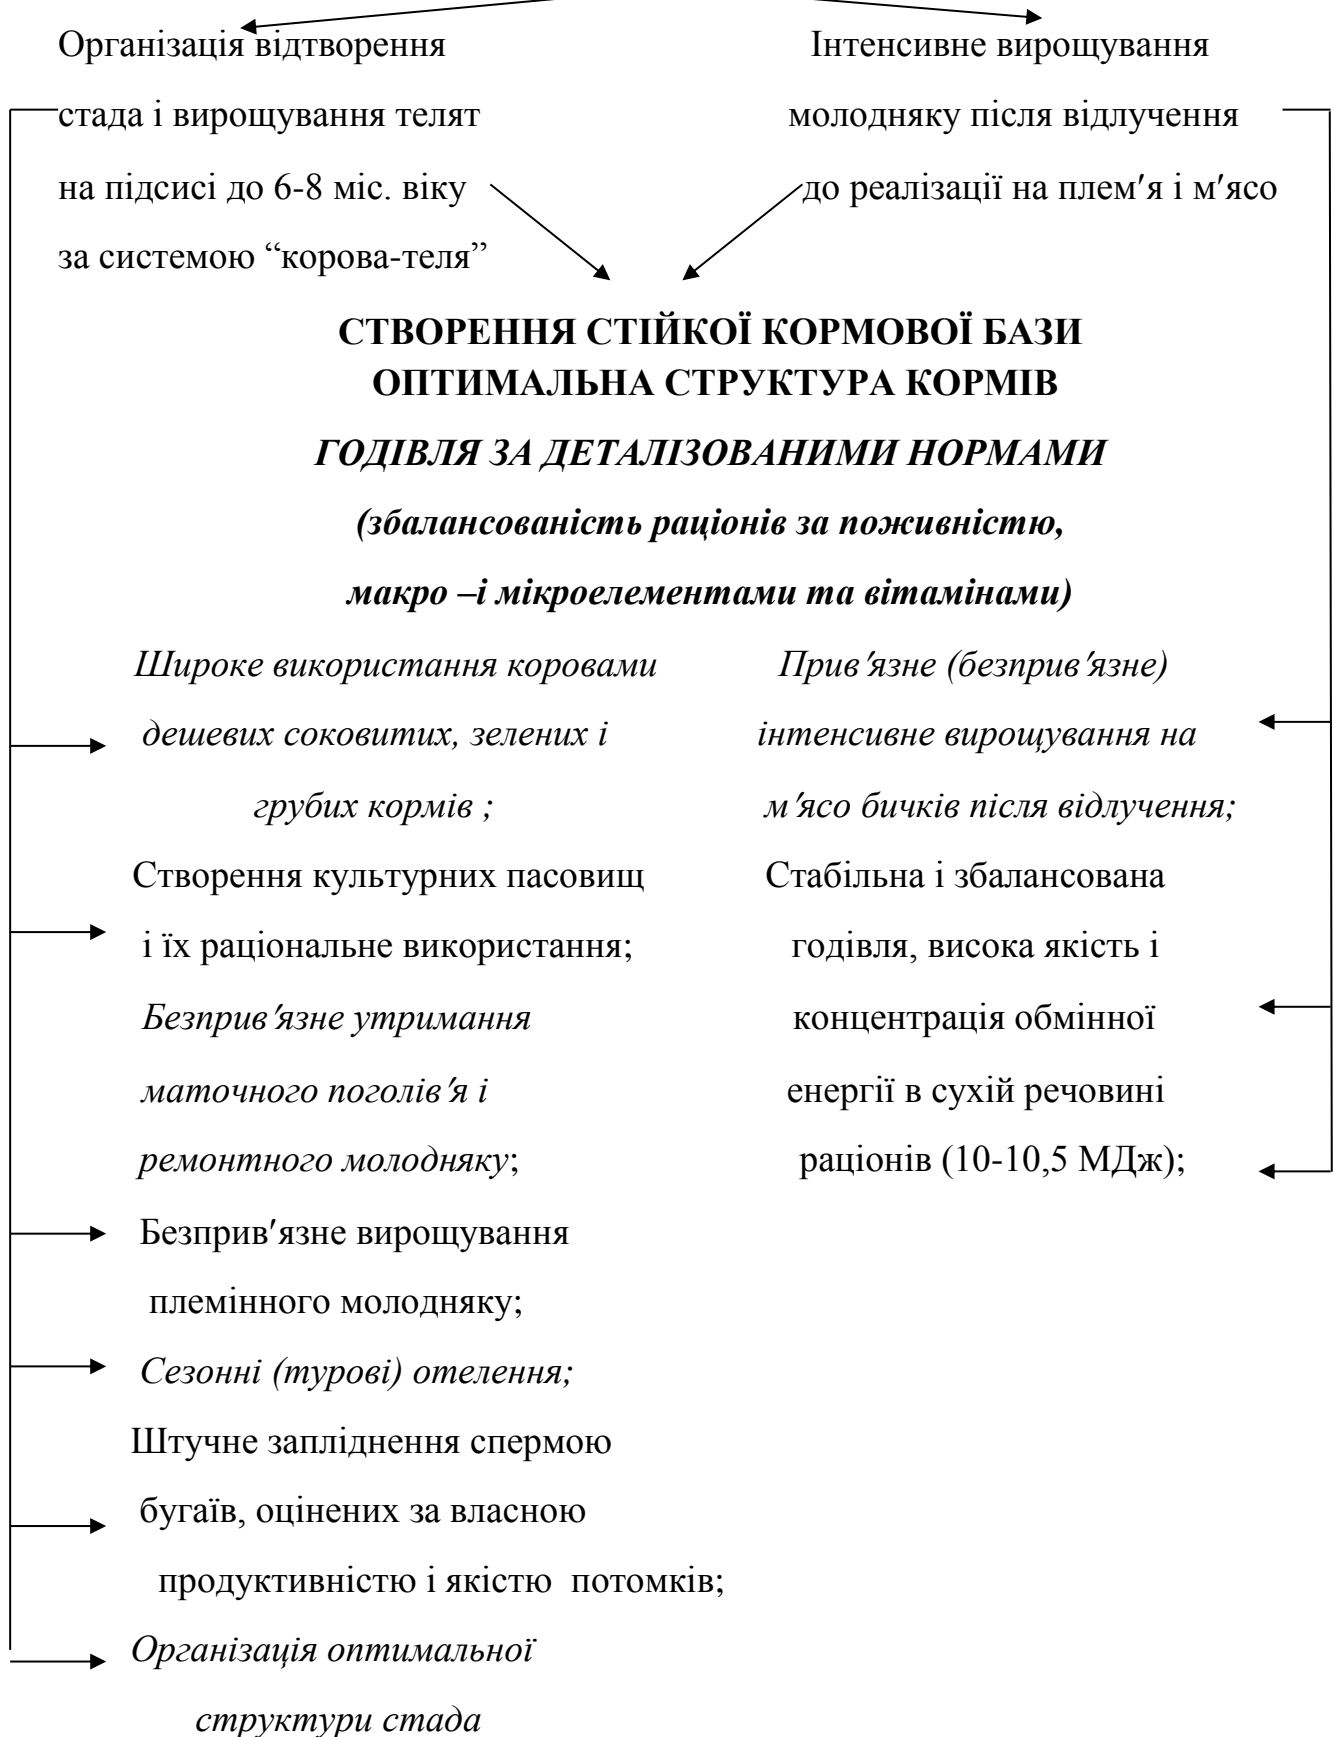 Організація відтворення
стада і вирощування телят
на підсисі до 6-8 міс. віку
за системою “корова-теля”
Інтенсивне вирощування
молодняку після відлучення
до реалізації на плем′я і м′ясо
СТВОРЕННЯ СТІЙКОЇ КОРМОВОЇ БАЗИ
ОПТИМАЛЬНА СТРУКТУРА КОРМІВ
ГОДІВЛЯ ЗА ДЕТАЛІЗОВАНИМИ НОРМАМИ
(збалансованість раціонів за поживністю,
макро –і мікроелементами та вітамінами)
Широке використання коровами
дешевих соковитих, зелених і
грубих кормів ;
Створення культурних пасовищ
і їх раціональне використання;
Безприв′язне утримання
маточного поголів′я і
ремонтного молодняку;
Безприв′язне вирощування
племінного молодняку;
Сезонні (турові) отелення;
Штучне запліднення спермою
бугаїв, оцінених за власною
продуктивністю і якістю потомків;
Організація оптимальної
структури стада
Прив′язне (безприв′язне)
інтенсивне вирощування на
м′ясо бичків після відлучення;
Стабільна і збалансована
годівля, висока якість і
концентрація обмінної
енергії в сухій речовині
раціонів (10-10,5 МДж);